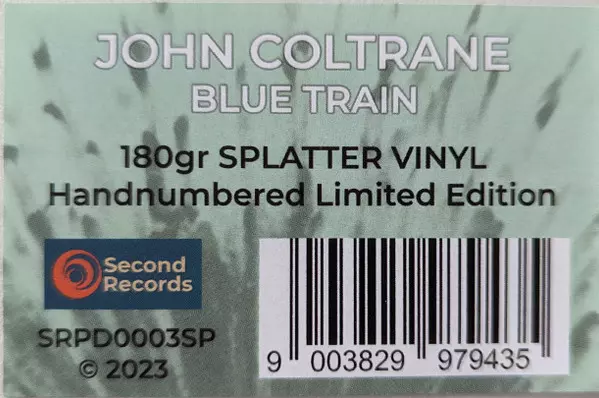 JOHN COLTRANE
BLUE TRAIN
180gr SPLATTER VINYL
Handnumbered Limited Edition
Second
Records
SRPD0003SP
© 2023
9 003829 979435